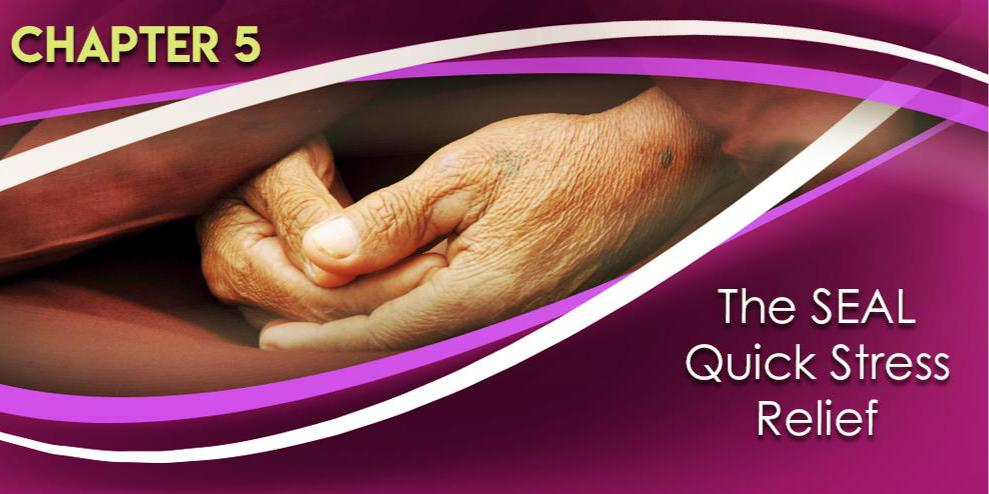 CHAPTER 5
The SEAL
Quick Stress
Relief